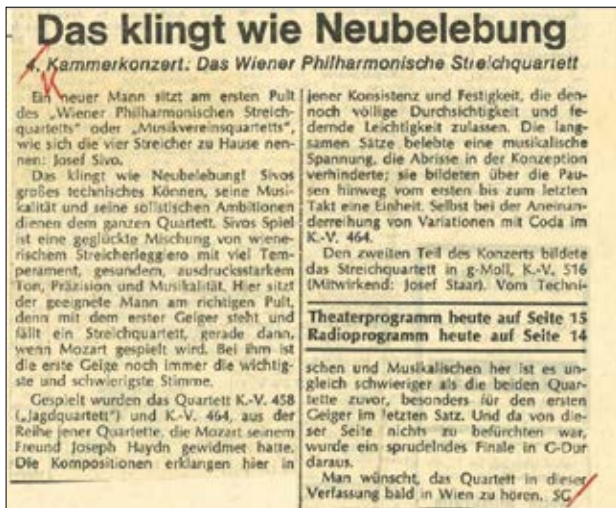 Das klingt wie Neubelebung
4. Kammerkonzert: Das Wiener Philharmonische Streichquartett
Ein neuer Mann sitzt am ersten Pult
des „Wiener Philharmonischen Streich-
quartetts" oder „Musikvereinsquartetts",
wie sich die vier Streicher zu Hause nen-
nen: Josef Sivo.
Das klingt wie Neubelebung! Sivos
großes technisches Können, seine Musi-
kalität und seine solistischen Ambitionen
dienen dem ganzen Quartett. Sivos Spiel
ist eine geglückte Mischung von wiene-
rischem Streicherleggiero mit viel Tem-
perament, gesundem, ausdrucksstarkem
Ton, Präzision und Musikalität. Hier sitzt
der geeignete Mann am richtigen Pult,
denn mit dem erster Geiger steht und
fällt ein Streichquartett, gerade dann,
wenn Mozart gespielt wird. Bei ihm ist
die erste Geige noch immer die wichtig-
ste und schwierigste Stimme.
Gespielt wurden das Quartett K.-V. 458
(„Jagdquartett") und K.-V. 464, aus der
Reihe jener Quartette, die Mozart seinem
Freund Joseph Haydn gewidmet hatte.
Die Kompositionen erklangen hier in
jener Konsistenz und Festigkeit, die den-
noch völlige Durchsichtigkeit und fe-
dernde Leichtigkeit zulassen. Die lang-
samen Sätze belebte eine musikalische
Spannung, die Abrisse in der Konzeption
verhinderte; sie bildeten über die Pau-
sen hinweg vom ersten bis zum letzten
Takt eine Einheit. Selbst bei der Aneinan-
derreihung von Variationen mit Coda im
K.-V. 464.
Den zweiten Teil des Konzerts bildete
das Streichquartett in g-Moll, K.-V. 516
(Mitwirkend: Josef Staar). Vom Techni-
Theaterprogramm heute auf Seite 15
Radioprogramm heute auf Seite 14
schen und Musikalischen her ist es un-
gleich schwieriger als die beiden Quar-
tette zuvor, besonders für den ersten
Geiger im letzten Satz. Und da von die-
ser Seite nichts zu befürchten war,
wurde ein sprudelndes Finale in G-Dur
daraus.
Man wünscht, das Quartett in dieser
Verfassung bald in Wien zu hören. SG